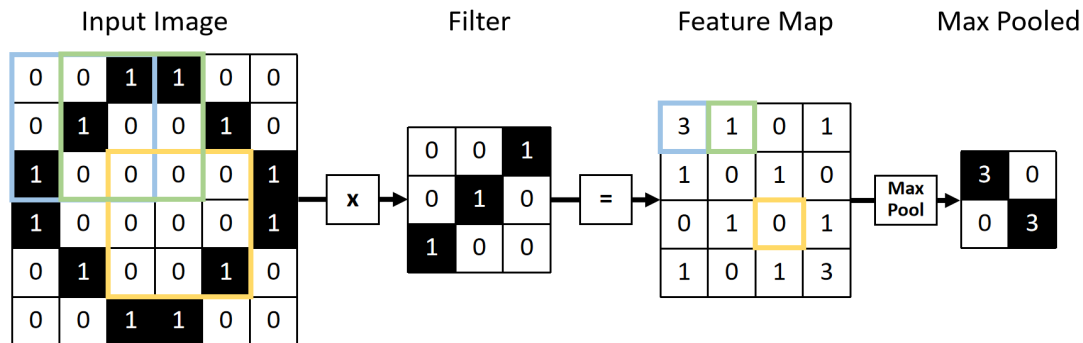 Input Image
Filter
Feature Map
Max Pooled
0 0 1 1 0 0
0 1 0 0 1 0
1 0 0 0 0 1
1 0 0 0 0 1
0 1 0 0 1 0
0 0 1 1 0 0
x
0 0 1
0 1 0
1 0 0
=
3 1 0 1
1 0 1 0
0 1 0 1
1 0 1 3
Max
Pool
3 0
0 3